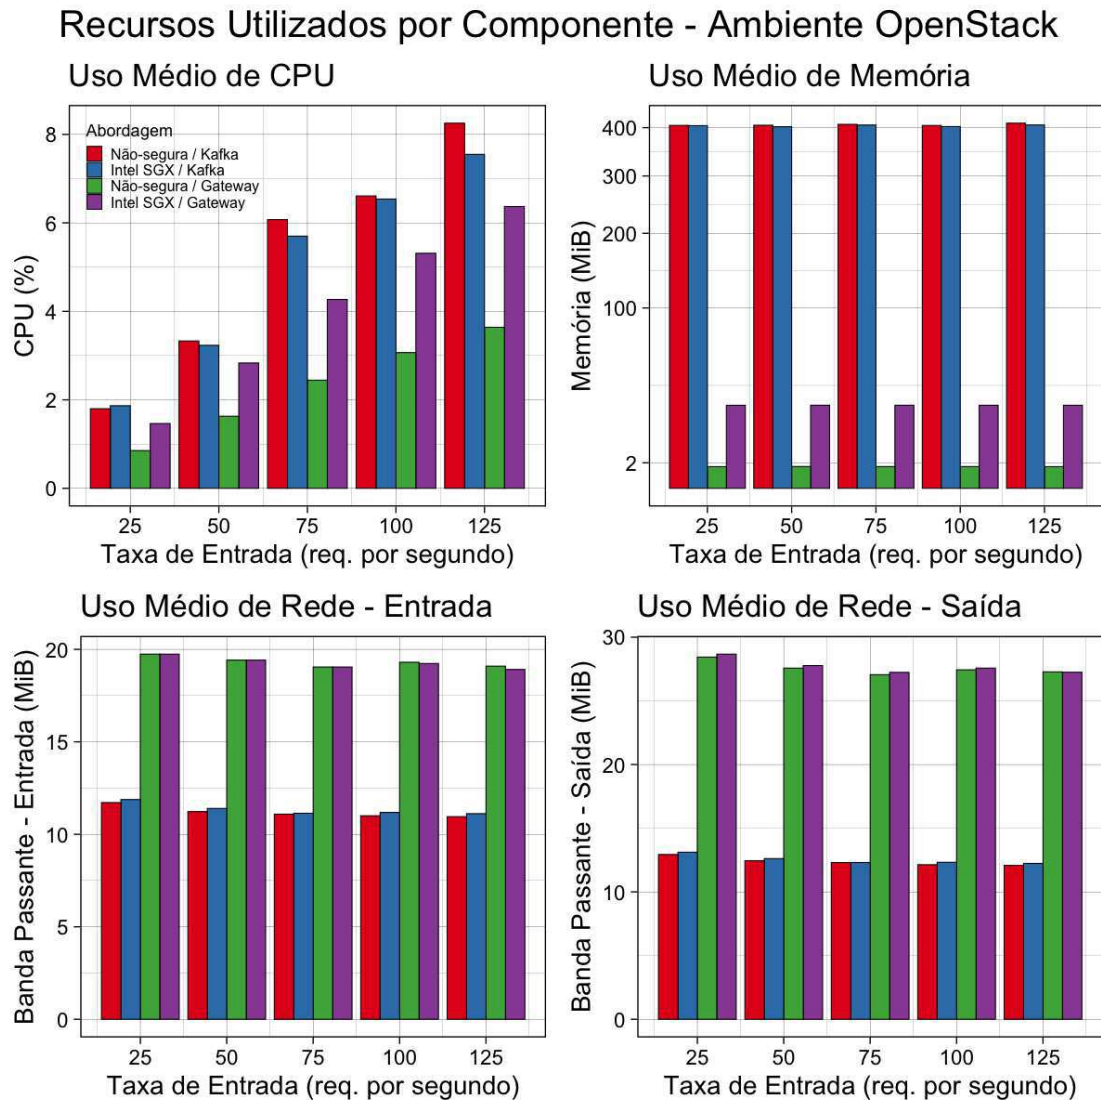 Recursos Utilizados por Componente - Ambiente OpenStack
Uso Médio de CPU
CPU (%)
8
6
4
2
0
Abordagem
Não-segura / Kafka
Intel SGX / Kafka
Não-segura / Gateway
Intel SGX / Gateway
25 50 75 100 125
Taxa de Entrada (req. por segundo)
Uso Médio de Memória
Memória (MiB)
400
300
200
100
2
25 50 75 100 125
Taxa de Entrada (req. por segundo)
Uso Médio de Rede - Entrada
Banda Passante - Entrada (MiB)
20
15
10
5
0
25 50 75 100 125
Taxa de Entrada (req. por segundo)
Uso Médio de Rede - Saída
Banda Passante - Saída (MiB)
30
20
10
0
25 50 75 100 125
Taxa de Entrada (req. por segundo)